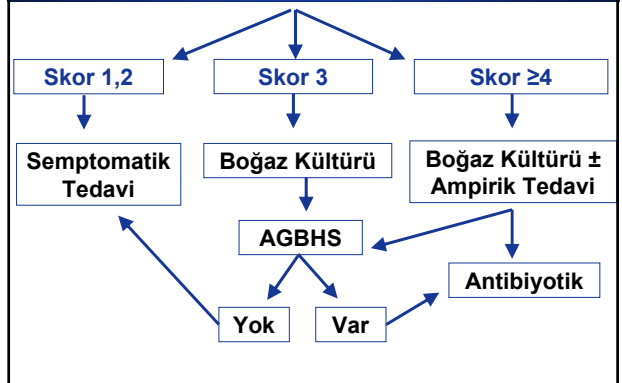 Skor 1,2
Skor 3
Skor ≥4
Semptomatik
Tedavi
Boğaz Kültürü
Boğaz Kültürü ±
Ampirik Tedavi
AGBHS
Antibiyotik
Yok
Var